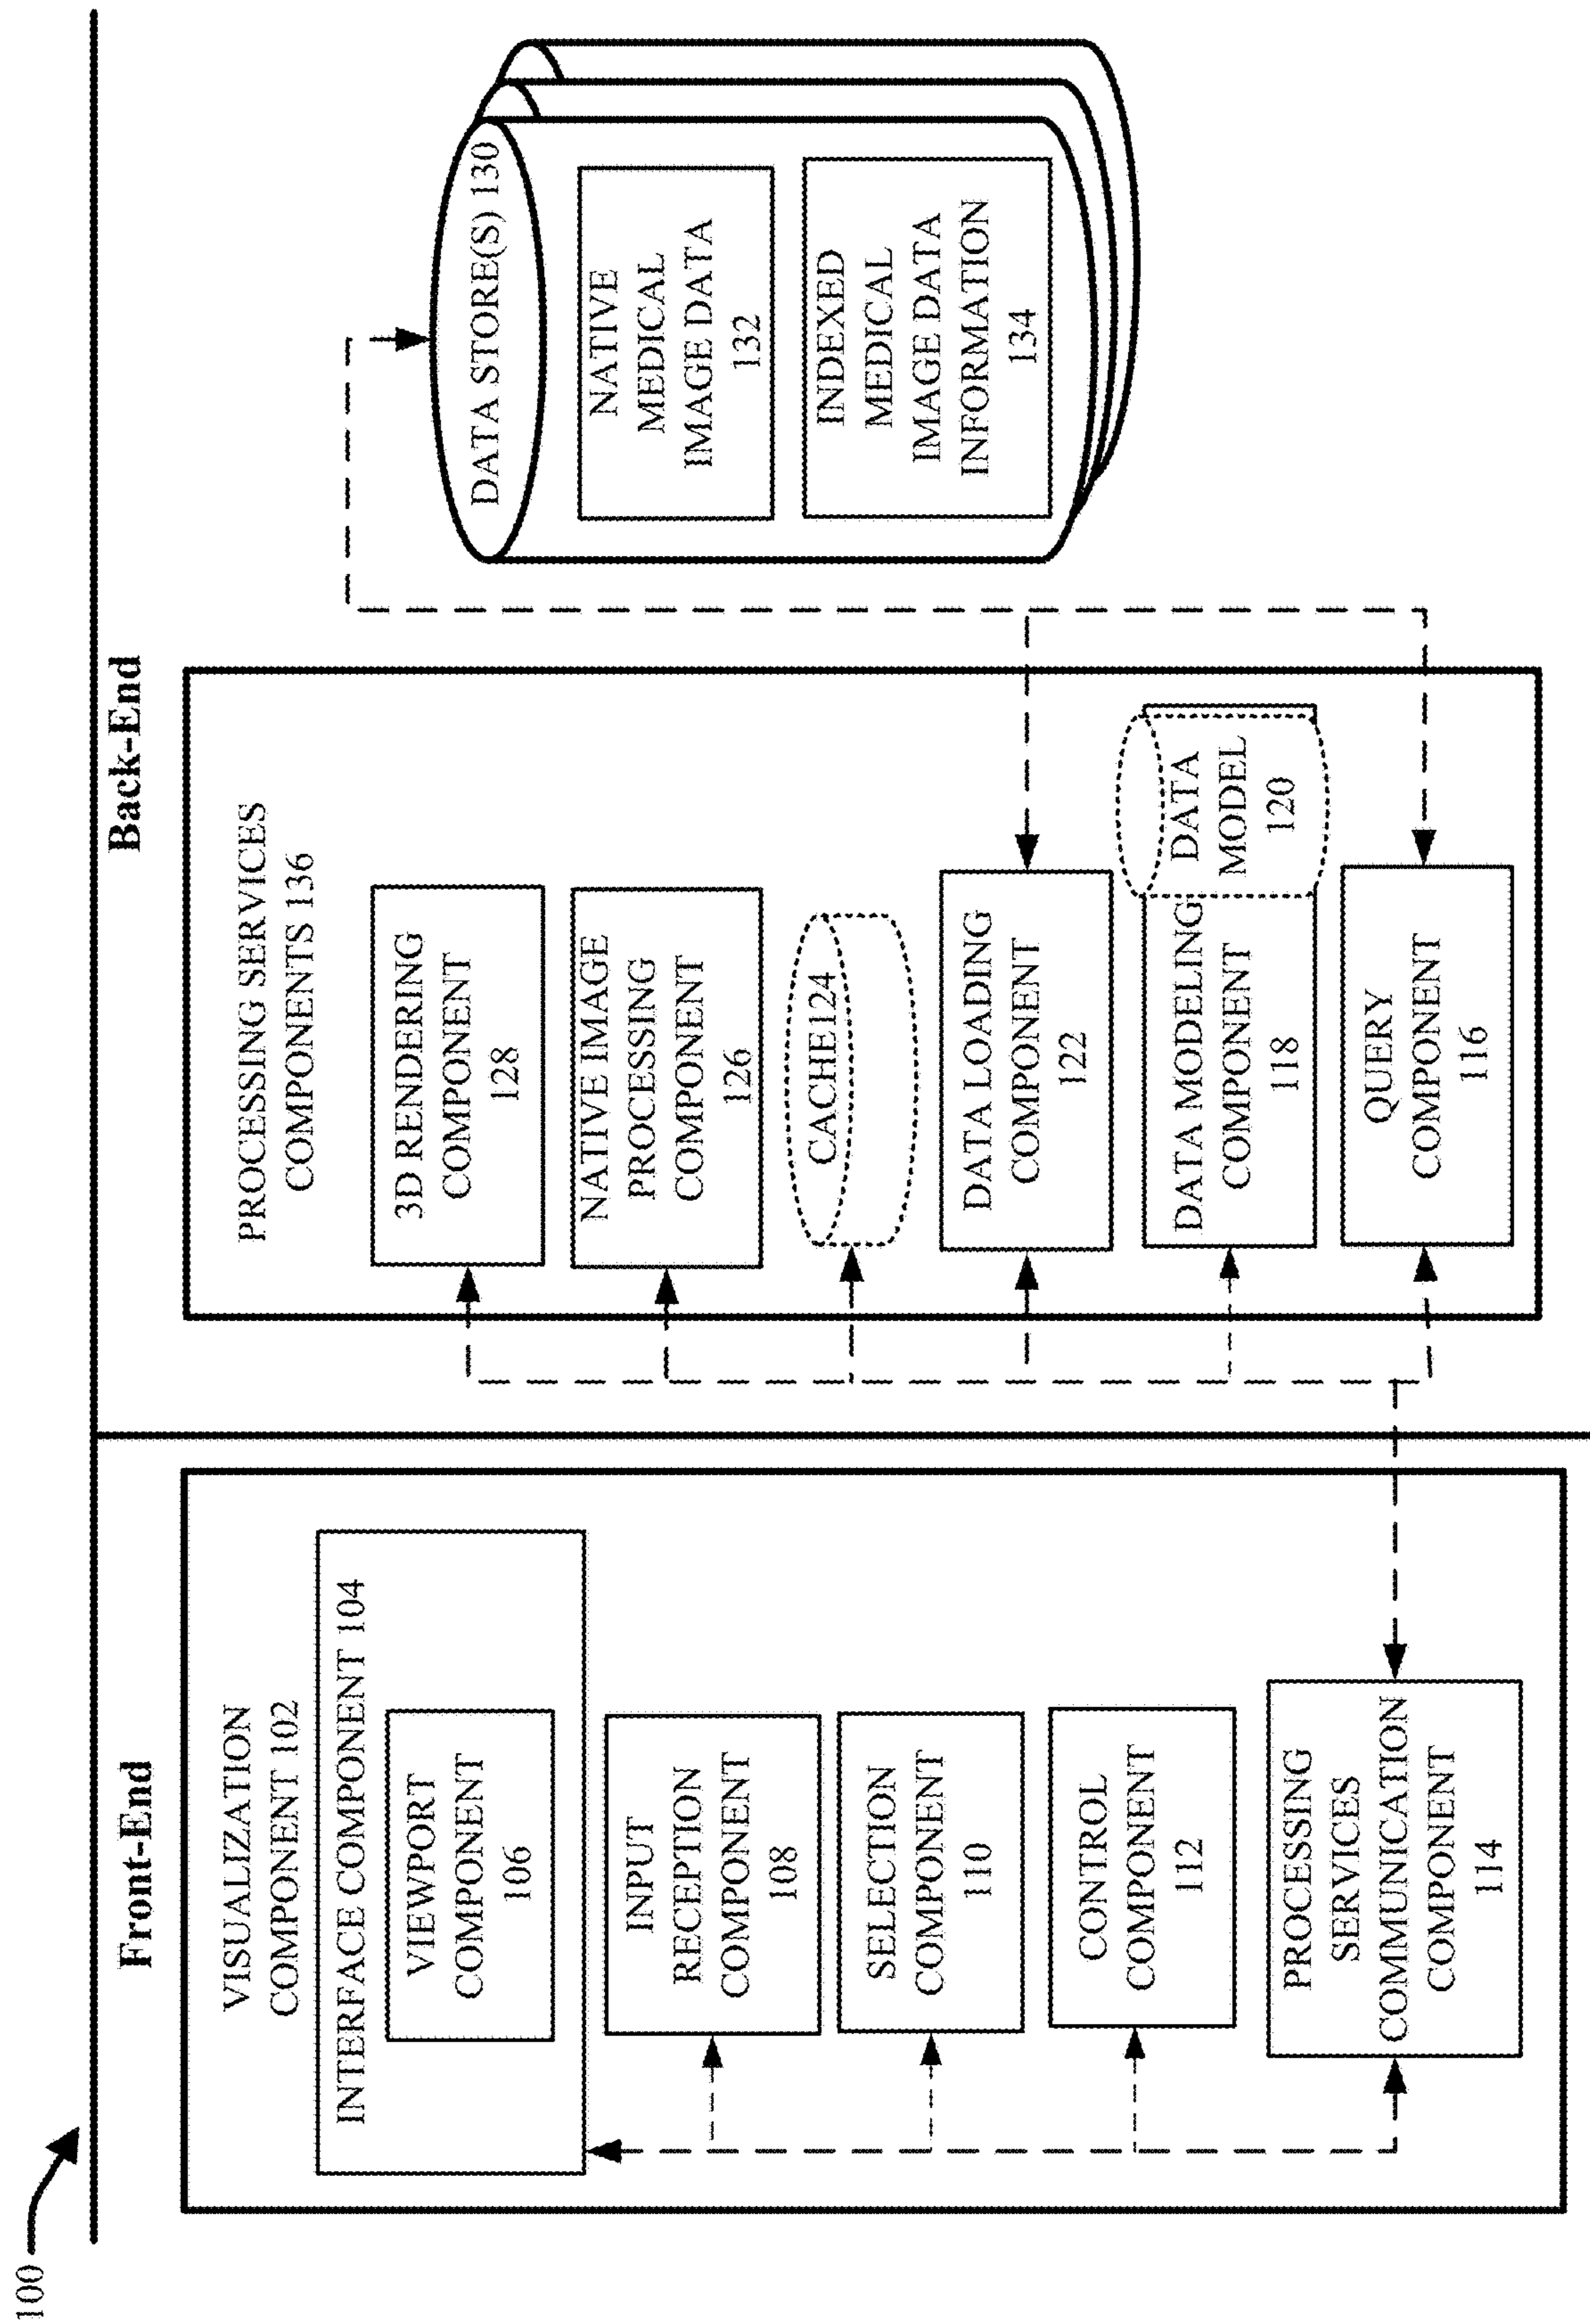 100
Front-End
VISUALIZATION
COMPONENT 102
INTERFACE COMPONENT 104
VIEWPORT
COMPONENT
106
INPUT
RECEPTION
COMPONENT
108
SELECTION
COMPONENT
110
CONTROL
COMPONENT
112
PROCESSING
SERVICES
COMMUNICATION
COMPONENT
114
Back-End
PROCESSING SERVICES
COMPONENTS 136
3D RENDERING
COMPONENT
128
NATIVE IMAGE
PROCESSING
COMPONENT
126
CACHE124
DATA LOADING
COMPONENT
122
DATA MODELING
COMPONENT
118
DATA
MODEL
120
QUERY
COMPONENT
116
DATA STORE(S) 130
NATIVE
MEDICAL
IMAGE DATA
132
INDEXED
MEDICAL
IMAGE DATA
INFORMATION
134